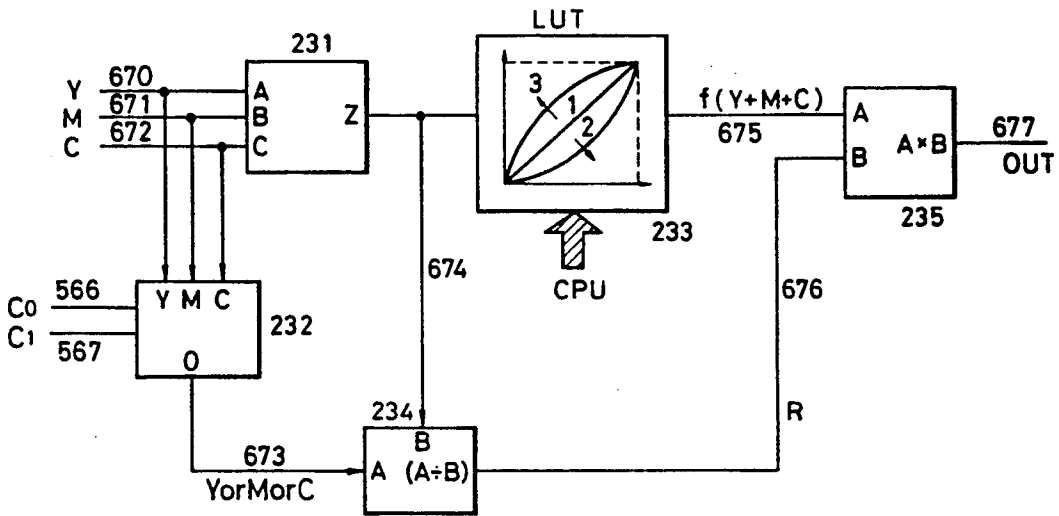 LUT
231
Y 670 A
M 671 B Z
C 672 C
3
1
2
f(Y+M+C)
675
A
B A×B
677
OUT
235
233
CPU
674
676
C0 566
C1 567
Y M C
232
O
234
R
673
YorMorC
B
A (A÷B)